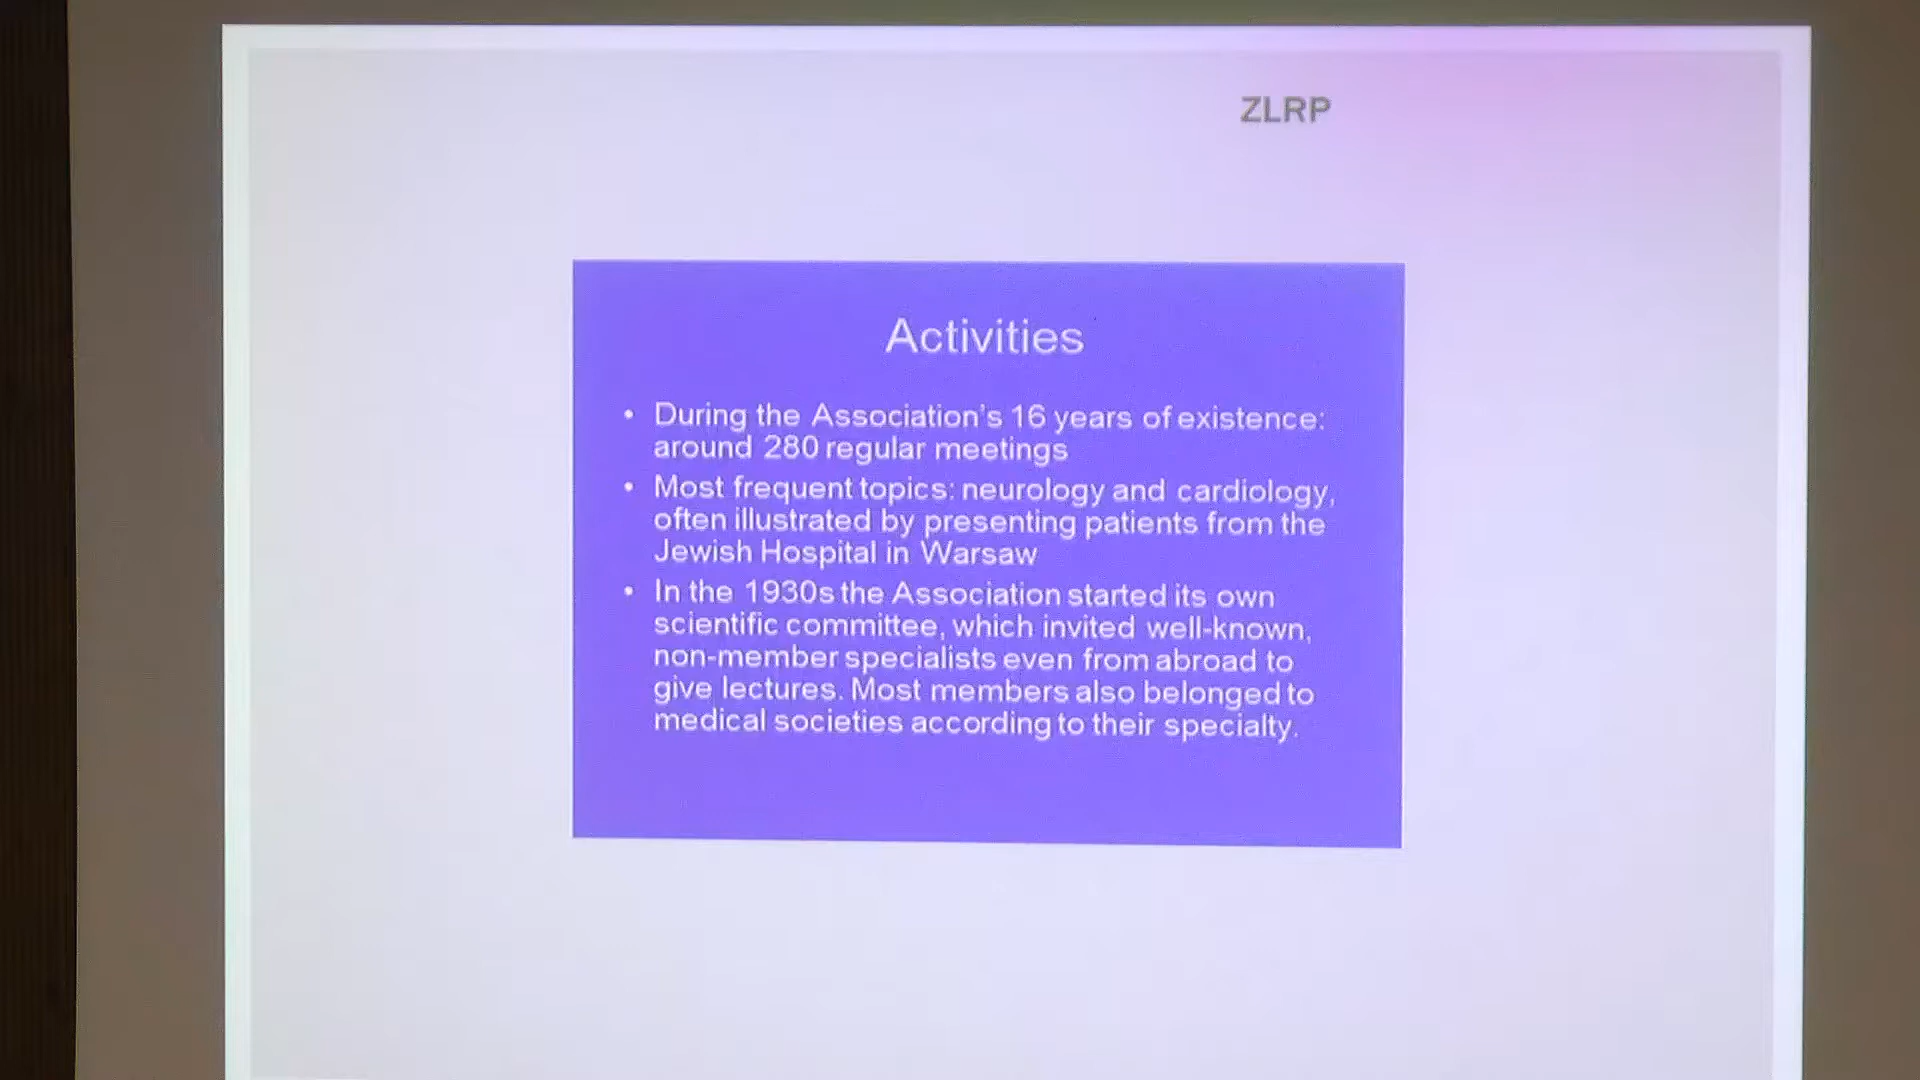 ZLRP
Activities
• During the Association's 16 years of existence:
around 280 regular meetings
• Most frequent topics: neurology and cardiology,
often illustrated by presenting patients from the
Jewish Hospital in Warsaw
• In the 1930s the Association started its own
scientific committee, which invited well-known,
non-member specialists even from abroad to
give lectures. Most members also belonged to
medical societies according to their specialty.